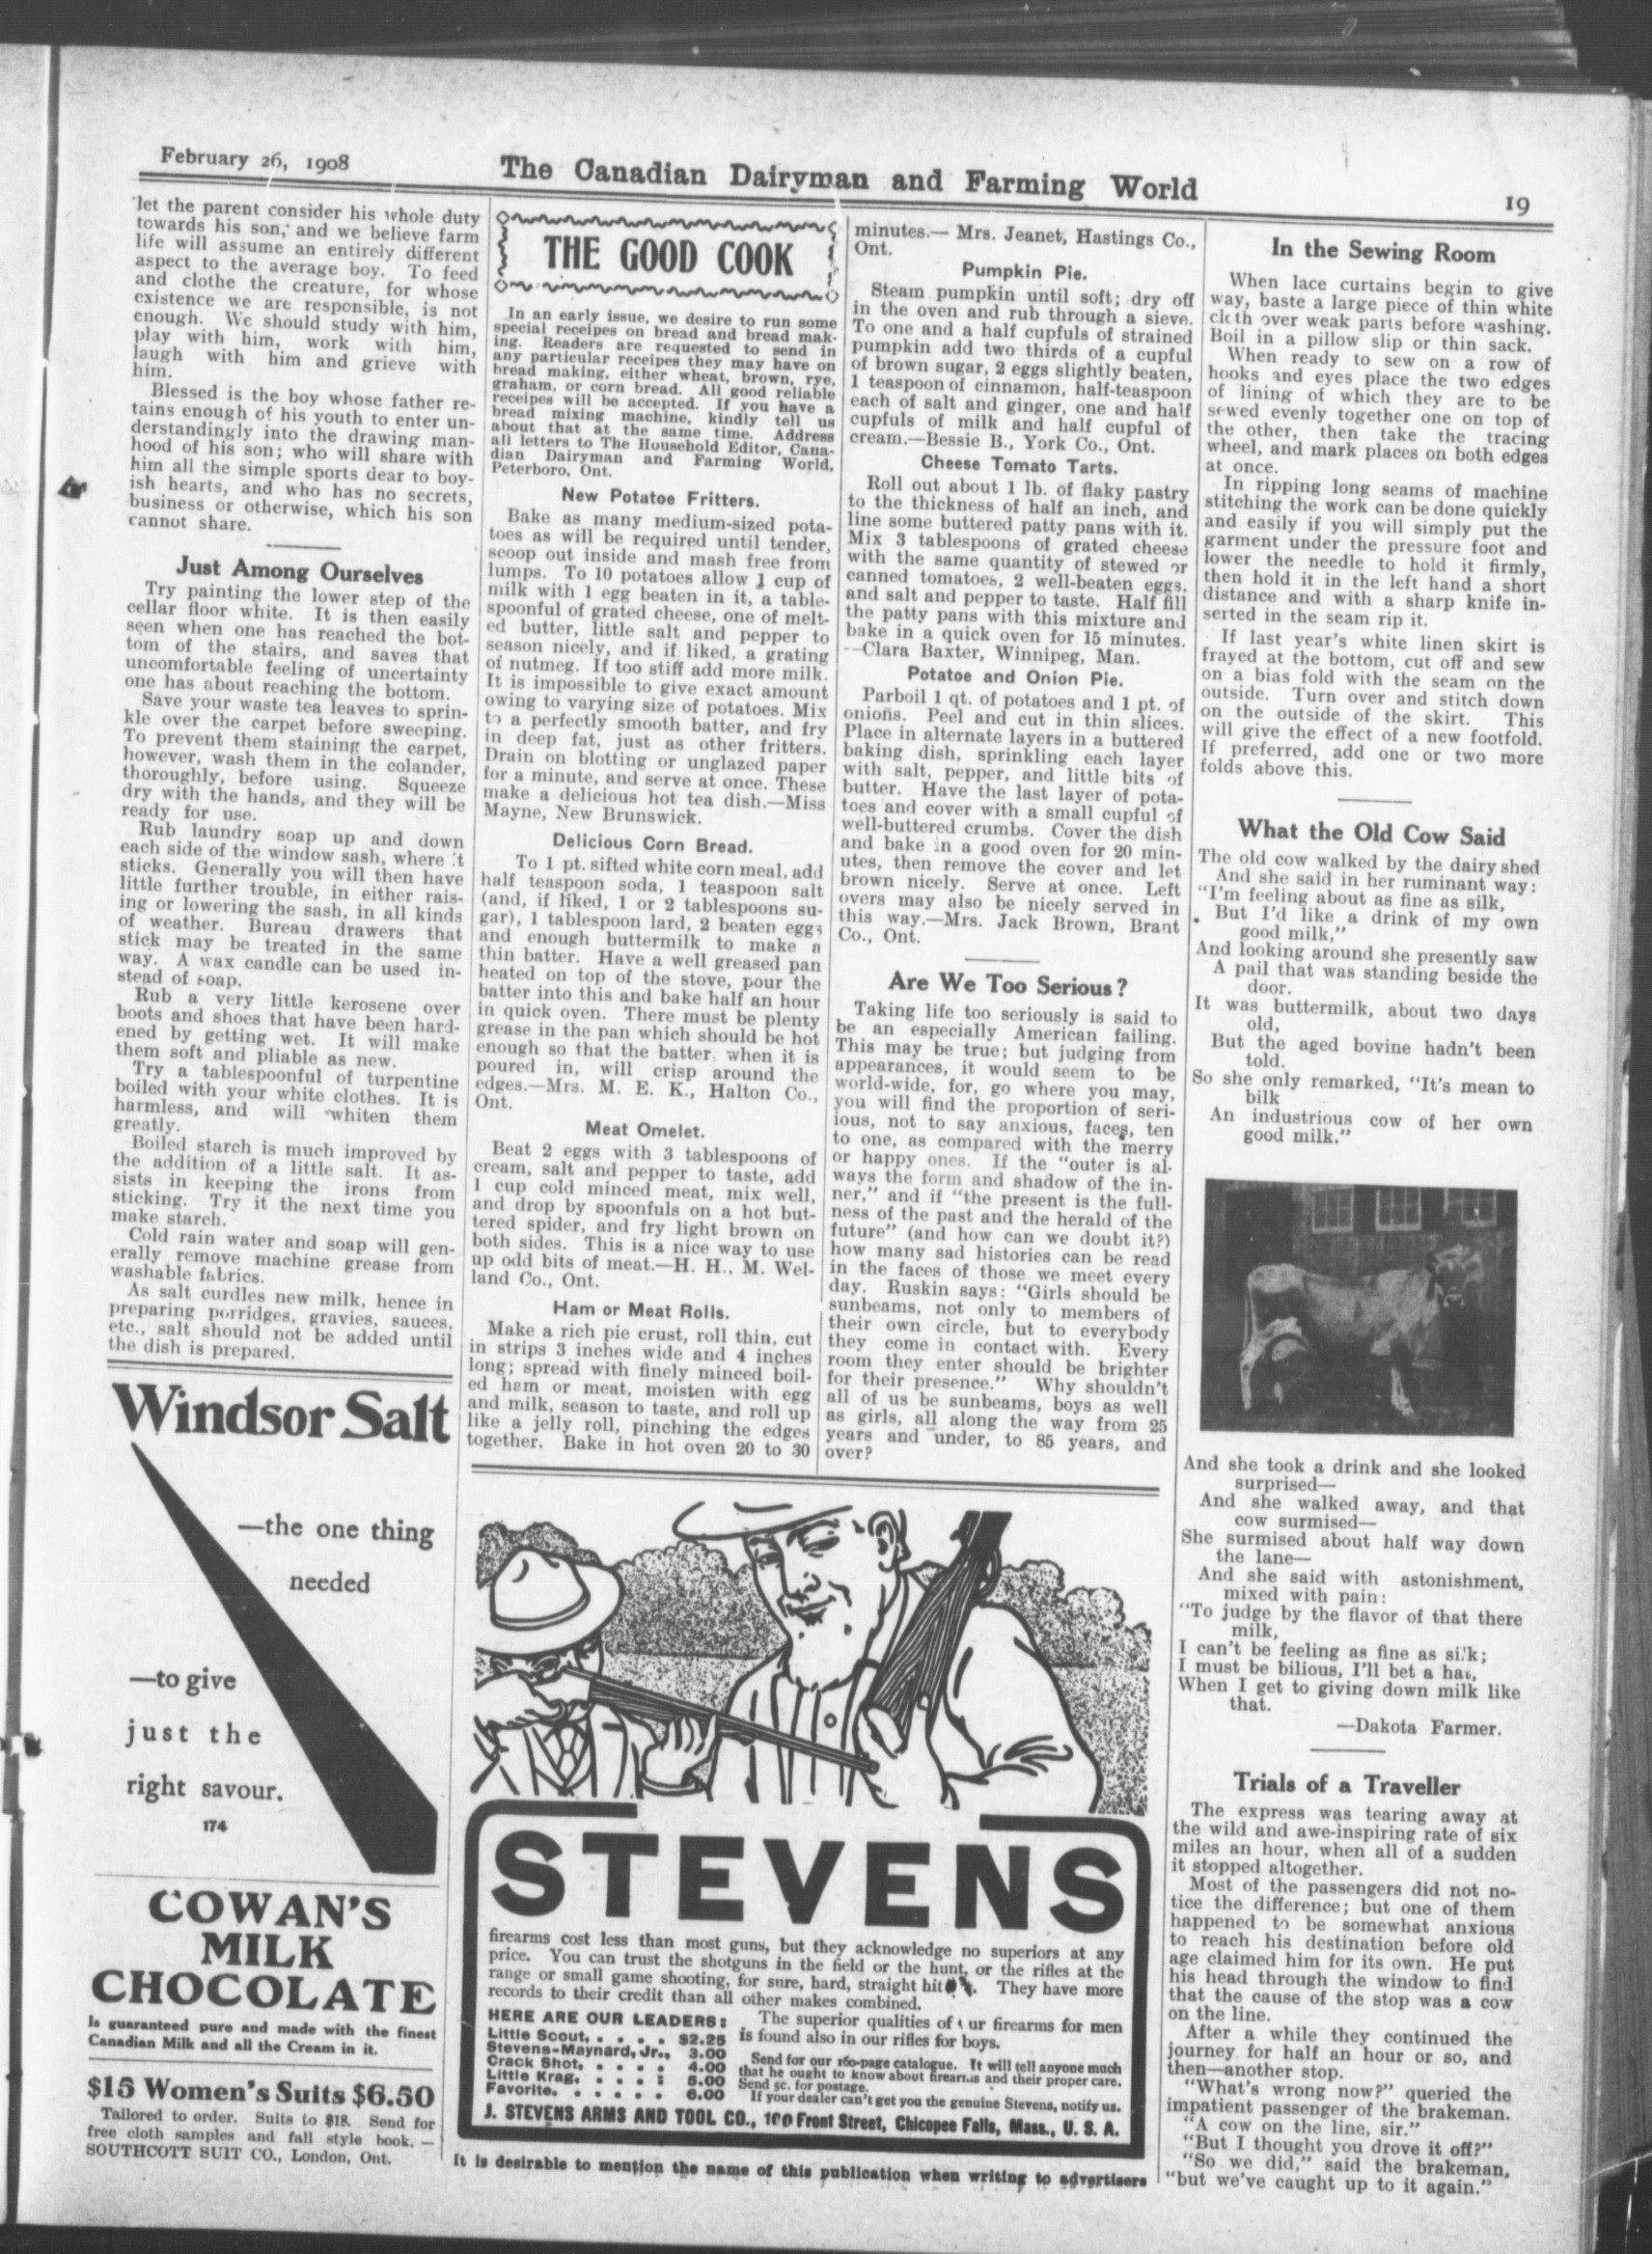 February 26, 1908
The Canadian Dairyman and Farming World
19
let the parent consider his whole duty
towards his son, and we believe farm
life will assume an entirely different
aspect to the average boy. To feed
and clothe the creature, for whose
existence we are responsible, is not
enough. We should study with him,
play with him, work with him,
laugh with him and grieve with
him.
Blessed is the boy whose father re-
tains enough of his youth to enter un-
derstandingly into the drawing man-
hood of his son; who will share with
him all the simple sports dear to boy-
ish hearts, and who has no secrets,
business or otherwise, which his son
cannot share.
Just Among Ourselves
Try painting the lower step of the
cellar floor white. It is then easily
seen when one has reached the bot-
tom of the stairs, and saves that
uncomfortable feeling of uncertainty
one has about reaching the bottom.
Save your waste tea leaves to sprin-
kle over the carpet before sweeping.
To prevent them staining the carpet,
however, wash them in the colander,
thoroughly, before using. Squeeze
dry with the hands, and they will be
ready for use.
Rub laundry soap up and down
each side of the window sash, where it
sticks. Generally you will then have
little further trouble, in either rais-
ing or lowering the sash, in all kinds
of weather. Bureau drawers that
stick may be treated in the same
way. A wax candle can be used in-
stead of soap.
Rub a very little kerosene over
boots and shoes that have been hard-
ened by getting wet. It will make
them soft and pliable as new.
Try a tablespoonful of turpentine
boiled with your white clothes. It is
harmless, and will whiten them
greatly.
Boiled starch is much improved by
the addition of a little salt. It as-
sists in keeping the irons from
sticking. Try it the next time you
make starch.
Cold rain water and soap will gen-
erally remove machine grease from
washable fabrics.
As salt curdles new milk, hence in
preparing porridges, gravies, sauces,
etc., salt should not be added until
the dish is prepared.
Windsor Salt
—the one thing
needed
—to give
just the
right savour.
174
COWAN'S
MILK
CHOCOLATE
Is guaranteed pure and made with the finest
Canadian Milk and all the Cream in it.
$15 Women's Suits $6.50
Tailored to order. Suits to $18. Send for
free cloth samples and fall style book. —
SOUTHCOTT SUIT CO., London, Ont.
THE GOOD COOK
In an early issue, we desire to run some
special receipes on bread and bread mak-
ing. Readers are requested to send in
any particular receipes they may have on
bread making, either wheat, brown, rye,
graham, or corn bread. All good reliable
receipes will be accepted. If you have a
bread mixing machine, kindly tell us
about that at the same time. Address
all letters to The Household Editor, Cana-
dian Dairyman and Farming World,
Peterboro, Ont.
New Potatoe Fritters.
Bake as many medium-sized pota-
toes as will be required until tender,
scoop out inside and mash free from
lumps. To 10 potatoes allow 1 cup of
milk with 1 egg beaten in it, a table-
spoonful of grated cheese, one of melt-
ed butter, little salt and pepper to
season nicely, and if liked, a grating
of nutmeg. If too stiff add more milk.
It is impossible to give exact amount
owing to varying size of potatoes. Mix
to a perfectly smooth batter, and fry
in deep fat, just as other fritters.
Drain on blotting or unglazed paper
for a minute, and serve at once. These
make a delicious hot tea dish.—Miss
Mayne, New Brunswick.
Delicious Corn Bread.
To 1 pt. sifted white corn meal, add
half teaspoon soda, 1 teaspoon salt
(and, if liked, 1 or 2 tablespoons su-
gar), 1 tablespoon lard, 2 beaten eggs
and enough buttermilk to make a
thin batter. Have a well greased pan
heated on top of the stove, pour the
batter into this and bake half an hour
in quick oven. There must be plenty
grease in the pan which should be hot
enough so that the batter, when it is
poured in, will crisp around the
edges.—Mrs. M. E. K., Halton Co.,
Ont.
Meat Omelet.
Beat 2 eggs with 3 tablespoons of
cream, salt and pepper to taste, add
1 cup cold minced meat, mix well,
and drop by spoonfuls on a hot but-
tered spider, and fry light brown on
both sides. This is a nice way to use
up odd bits of meat.—H. H., M. Wel-
land Co., Ont.
Ham or Meat Rolls.
Make a rich pie crust, roll thin, cut
in strips 3 inches wide and 4 inches
long; spread with finely minced boil-
ed ham or meat, moisten with egg
and milk, season to taste, and roll up
like a jelly roll, pinching the edges
together. Bake in hot oven 20 to 30
minutes.— Mrs. Jeanet, Hastings Co.,
Ont.
Pumpkin Pie.
Steam pumpkin until soft; dry off
in the oven and rub through a sieve.
To one and a half cupfuls of strained
pumpkin add two thirds of a cupful
of brown sugar, 2 eggs slightly beaten,
1 teaspoon of cinnamon, half-teaspoon
each of salt and ginger, one and half
cupfuls of milk and half cupful of
cream.—Bessie B., York Co., Ont.
Cheese Tomato Tarts.
Roll out about 1 lb. of flaky pastry
to the thickness of half an inch, and
line some buttered patty pans with it.
Mix 3 tablespoons of grated cheese
with the same quantity of stewed or
canned tomatoes, 2 well-beaten eggs,
and salt and pepper to taste. Half fill
the patty pans with this mixture and
bake in a quick oven for 15 minutes.
—Clara Baxter, Winnipeg, Man.
Potatoe and Onion Pie.
Parboil 1 qt. of potatoes and 1 pt. of
onions. Peel and cut in thin slices.
Place in alternate layers in a buttered
baking dish, sprinkling each layer
with salt, pepper, and little bits of
butter. Have the last layer of pota-
toes and cover with a small cupful of
well-buttered crumbs. Cover the dish
and bake in a good oven for 20 min-
utes, then remove the cover and let
brown nicely. Serve at once. Left
overs may also be nicely served in
this way.—Mrs. Jack Brown, Brant
Co., Ont.
Are We Too Serious?
Taking life too seriously is said to
be an especially American failing.
This may be true; but judging from
appearances, it would seem to be
world-wide, for, go where you may,
you will find the proportion of seri-
ious, not to say anxious, faces, ten
to one, as compared with the merry
or happy ones. If the "outer is al-
ways the form and shadow of the in-
ner," and if "the present is the full-
ness of the past and the herald of the
future" (and how can we doubt it?)
how many sad histories can be read
in the faces of those we meet every
day. Ruskin says: "Girls should be
sunbeams, not only to members of
their own circle, but to everybody
they come in contact with. Every
room they enter should be brighter
for their presence." Why shouldn't
all of us be sunbeams, boys as well
as girls, all along the way from 25
years and under, to 85 years, and
over?
STEVENS
firearms cost less than most guns, but they acknowledge no superiors at any
price. You can trust the shotguns in the field or the hunt, or the rifles at the
range or small game shooting, for sure, hard, straight They have more
records to their credit than all other makes combined.
HERE ARE OUR LEADERS:
Little Scout, . . . . $2.25
Stevens-Maynard, Jr., 3.00
Crack Shot, . . . . . 4.00
Little Krag, . . . . 5.00
Favorite, . . . . . . 6.00
The superior qualities of our firearms for men
is found also in our rifles for boys.
Send for our 160-page catalogue. It will tell anyone much
that he ought to know about firearms and their proper care.
Send 5c. for postage.
If your dealer can't get you the genuine Stevens, notify us.
J. STEVENS ARMS AND TOOL CO., 100 Front Street, Chicopee Falls, Mass., U. S. A.
It is desirable to mention the name of this publication when writing to advertisers
In the Sewing Room
When lace curtains begin to give
way, baste a large piece of thin white
cloth over weak parts before washing.
Boil in a pillow slip or thin sack.
When ready to sew on a row of
hooks and eyes place the two edges
of lining of which they are to be
sewed evenly together one on top of
the other, then take the tracing
wheel, and mark places on both edges
at once.
In ripping long seams of machine
stitching the work can be done quickly
and easily if you will simply put the
garment under the pressure foot and
lower the needle to hold it firmly,
then hold it in the left hand a short
distance and with a sharp knife in-
serted in the seam rip it.
If last year's white linen skirt is
frayed at the bottom, cut off and sew
on a bias fold with the seam on the
outside. Turn over and stitch down
on the outside of the skirt. This
will give the effect of a new footfold.
If preferred, add one or two more
folds above this.
What the Old Cow Said
The old cow walked by the dairy shed
And she said in her ruminant way:
"I'm feeling about as fine as silk,
But I'd like a drink of my own
good milk,"
And looking around she presently saw
A pail that was standing beside the
door.
It was buttermilk, about two days
old,
But the aged bovine hadn't been
told.
So she only remarked, "It's mean to
bilk
An industrious cow of her own
good milk."
And she took a drink and she looked
surprised—
And she walked away, and that
cow surmised—
She surmised about half way down
the lane—
And she said with astonishment,
mixed with pain:
"To judge by the flavor of that there
milk,
I can't be feeling as fine as silk;
I must be bilious, I'll bet a hat,
When I get to giving down milk like
that.
—Dakota Farmer.
Trials of a Traveller
The express was tearing away at
the wild and awe-inspiring rate of six
miles an hour, when all of a sudden
it stopped altogether.
Most of the passengers did not no-
tice the difference; but one of them
happened to be somewhat anxious
to reach his destination before old
age claimed him for its own. He put
his head through the window to find
that the cause of the stop was a cow
on the line.
After a while they continued the
journey for half an hour or so, and
then—another stop.
"What's wrong now?" queried the
impatient passenger of the brakeman.
"A cow on the line, sir."
"But I thought you drove it off?"
"So we did," said the brakeman,
"but we've caught up to it again."